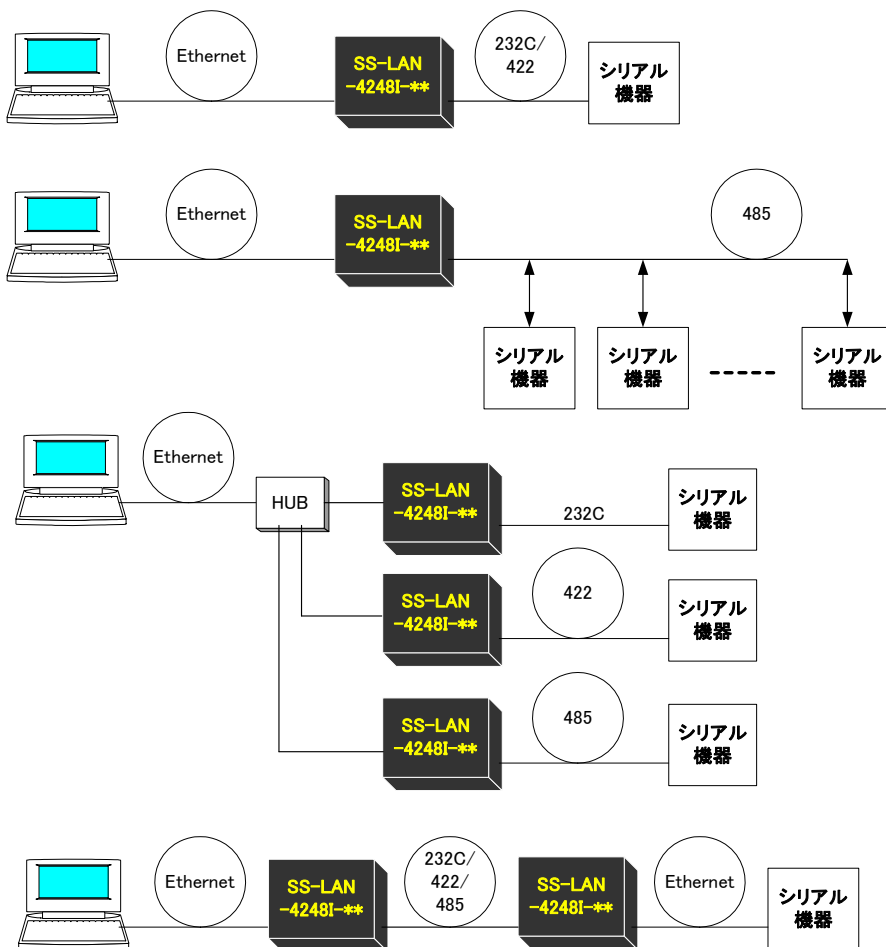 Ethernet
SS-LAN
-4248I-**
232C/
422
シリアル
機器
Ethernet
SS-LAN
-4248I-**
485
シリアル
機器
シリアル
機器
-----
シリアル
機器
Ethernet
HUB
SS-LAN
-4248I-**
232C
シリアル
機器
SS-LAN
-4248I-**
422
シリアル
機器
SS-LAN
-4248I-**
485
シリアル
機器
Ethernet
SS-LAN
-4248I-**
232C/
422/
485
SS-LAN
-4248I-**
Ethernet
シリアル
機器